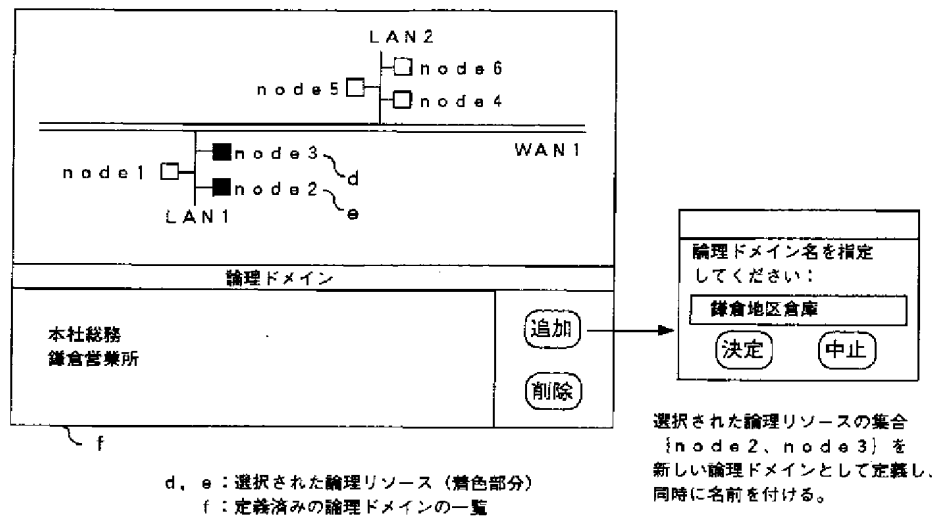 LAN2
node6
node5
node4
WAN1
node3
d
node1
node2
e
LAN1
論理ドメイン
本社総務
鎌倉営業所
追加
削除
f
論理ドメイン名を指定
してください：
鎌倉地区倉庫
決定
中止
選択された論理リソースの集合
{node2、node3}を
新しい論理ドメインとして定義し、
同時に名前を付ける。
d，e：選択された論理リソース（着色部分）
f：定義済みの論理ドメインの一覧